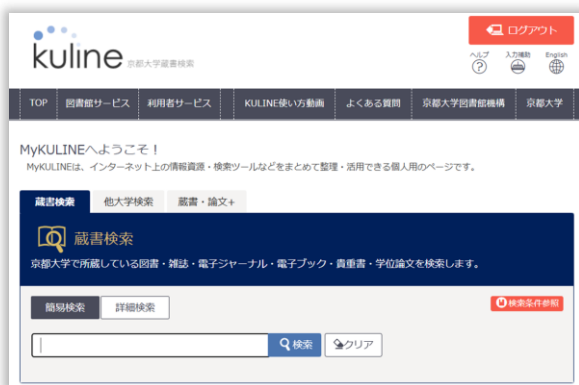 kuline 京都大学蔵書検索
ログアウト
ヘルプ 入力補助 English
TOP 図書館サービス 利用者サービス KULINE使い方動画 よくある質問 京都大学図書館機構 京都大学
MyKULINEへようこそ！
MyKULINEは、インターネット上の情報資源・検索ツールなどをまとめて整理・活用できる個人用のページです。
蔵書検索 他大学検索 蔵書・論文+
蔵書検索
京都大学で所蔵している図書・雑誌・電子ジャーナル・電子ブック・貴重書・学位論文を検索します。
簡易検索 詳細検索 検索条件参照
検索 クリア